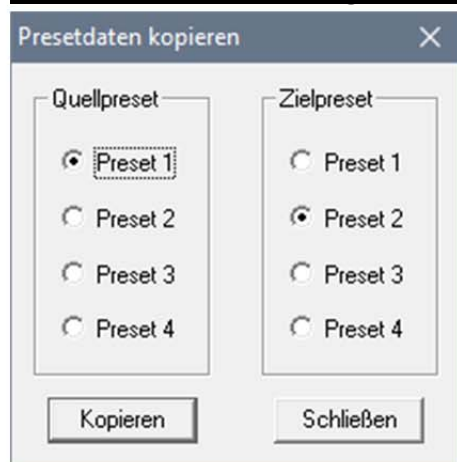 Presetdaten kopieren
Quellpreset
Preset 1
Preset 2
Preset 3
Preset 4
Zielpreset
Preset 1
Preset 2
Preset 3
Preset 4
Kopieren
Schließen